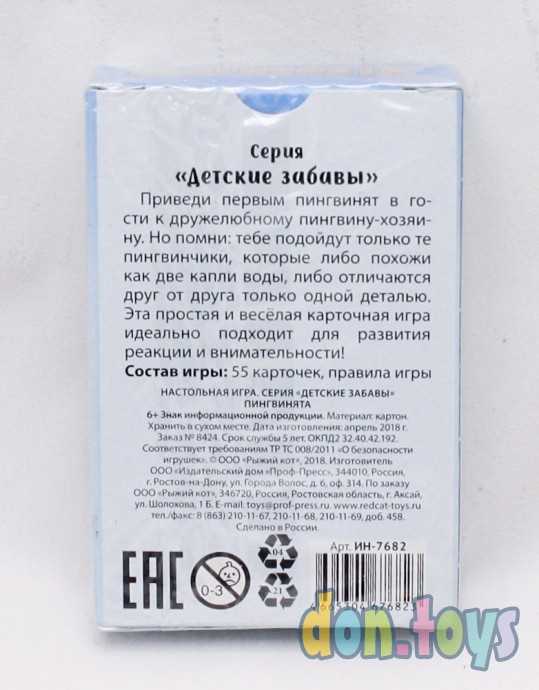 Серия
«Детские забавы»
Приведи первым пингвинят в го-
сти к дружелюбному пингвину-хозяи-
ну. Но помни: тебе подойдут только те
пингвинчики, которые либо похожи
как две капли воды, либо отличаются
друг от друга только одной деталью.
Эта простая и весёлая карточная игра
идеально подходит для развития
реакции и внимательности!
Состав игры: 55 карточек, правила игры
НАСТОЛЬНАЯ ИГРА. СЕРИЯ «ДЕТСКИЕ ЗАБАВЫ»
ПИНГВИНЯТА
6+ Знак информационной продукции. Материал: картон.
Хранить в сухом месте. Дата изготовления: апрель 2018 г.
Заказ № 8424. Срок службы 5 лет. ОКПД2 32.40.42.192.
Соответствует требованиям ТР ТС 008/2011 «О безопасности
игрушек». © ООО «Рыжий кот», 2018. Изготовитель
ООО «Издательский дом «Проф-Пресс», 344010, Россия,
г. Ростов-на-Дону, ул. Города Волос, д. 6, оф. 314. По заказу
ООО «Рыжий кот», 346720, Россия, Ростовская область, г. Аксай,
ул. Шолохова, 1 Б. E-mail: toys@prof-press.ru. www.redcat-toys.ru
тел./факс: 8 (863) 210-11-67, 210-11-68, 210-11-69, доб. 458.
Сделано в России.
EAC
0-3
04
21
Арт. ИН-7682
4665304676823
don.toys